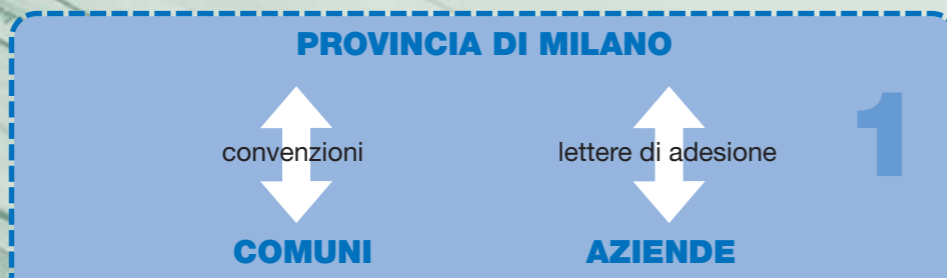 PROVINCIA DI MILANO
1
convenzioni
lettere di adesione
COMUNI
AZIENDE